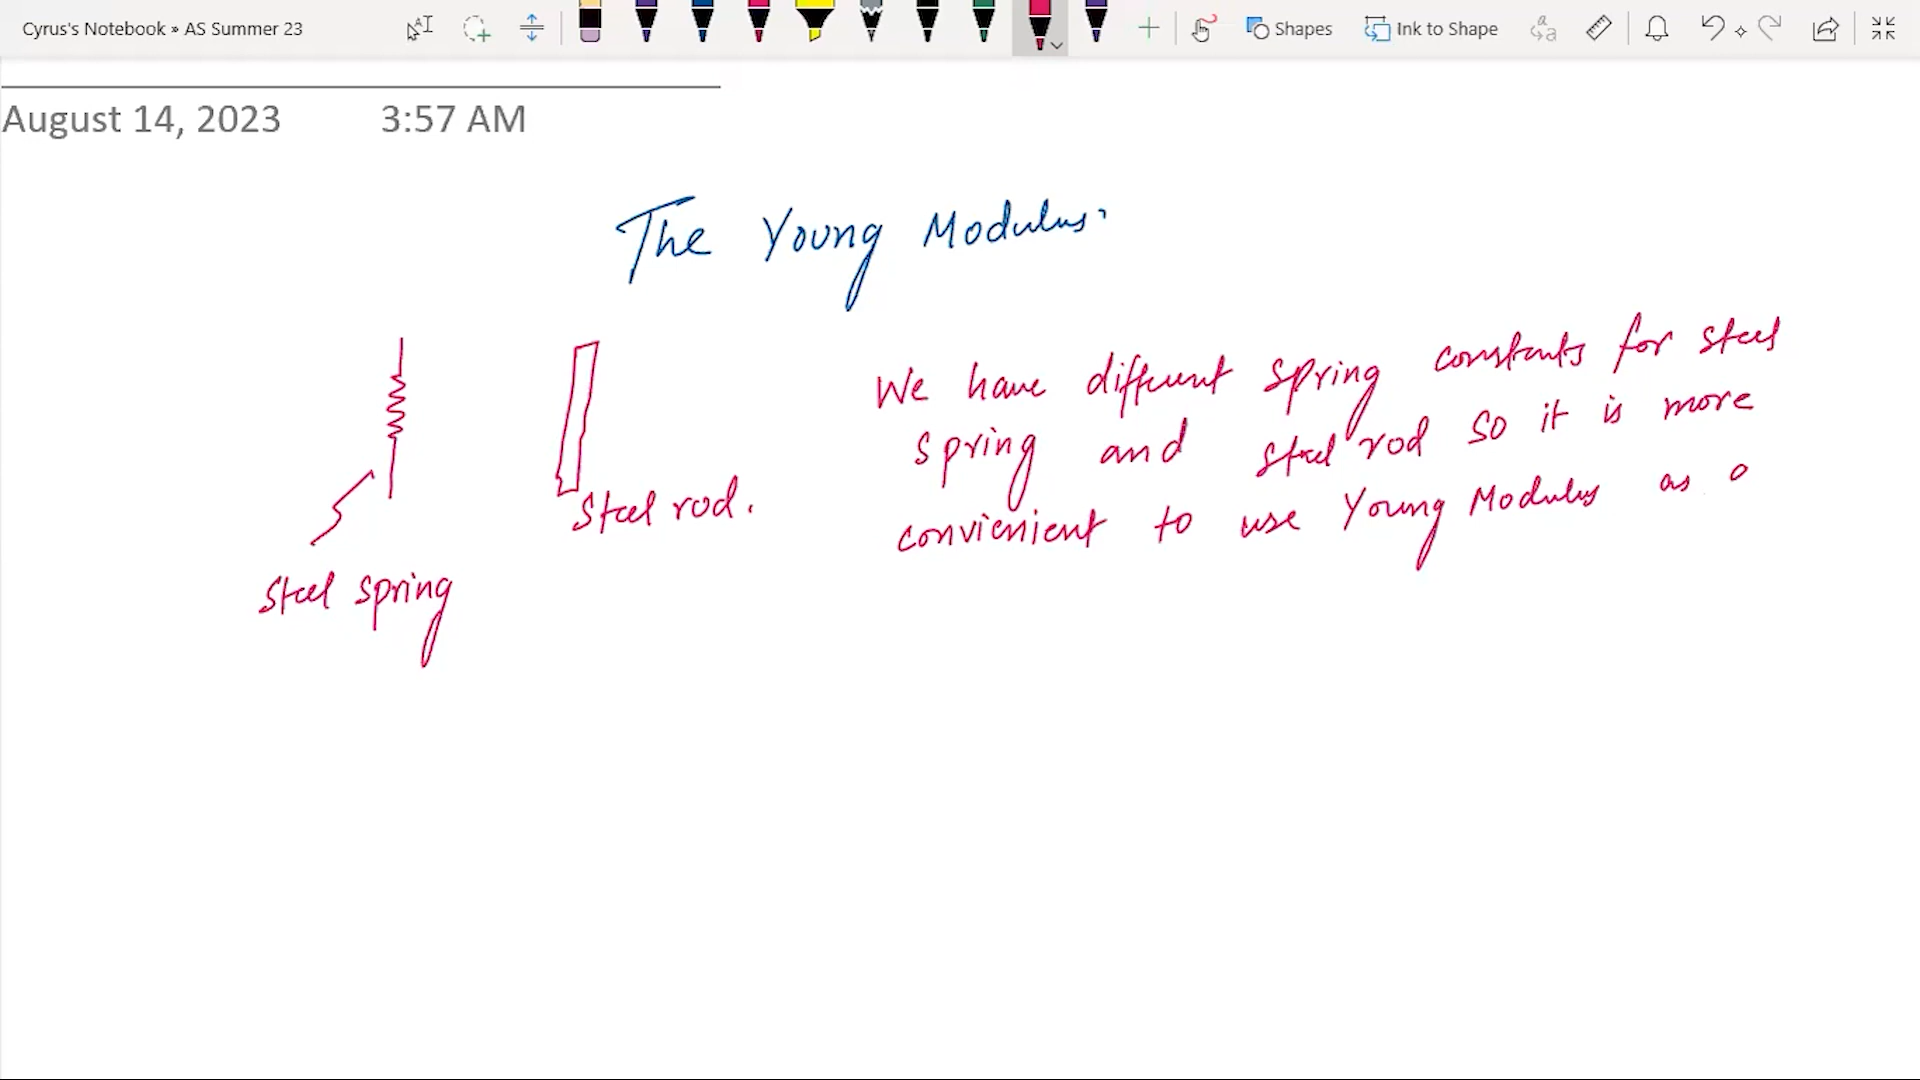 Cyrus's Notebook » AS Summer 23
Shapes
Ink to Shape
August 14, 2023 3:57 AM
The Young Modulus
We have different spring constants for steel
spring and steel rod so it is more
convienient to use Young Modulus as a
Steel rod.
Steel spring